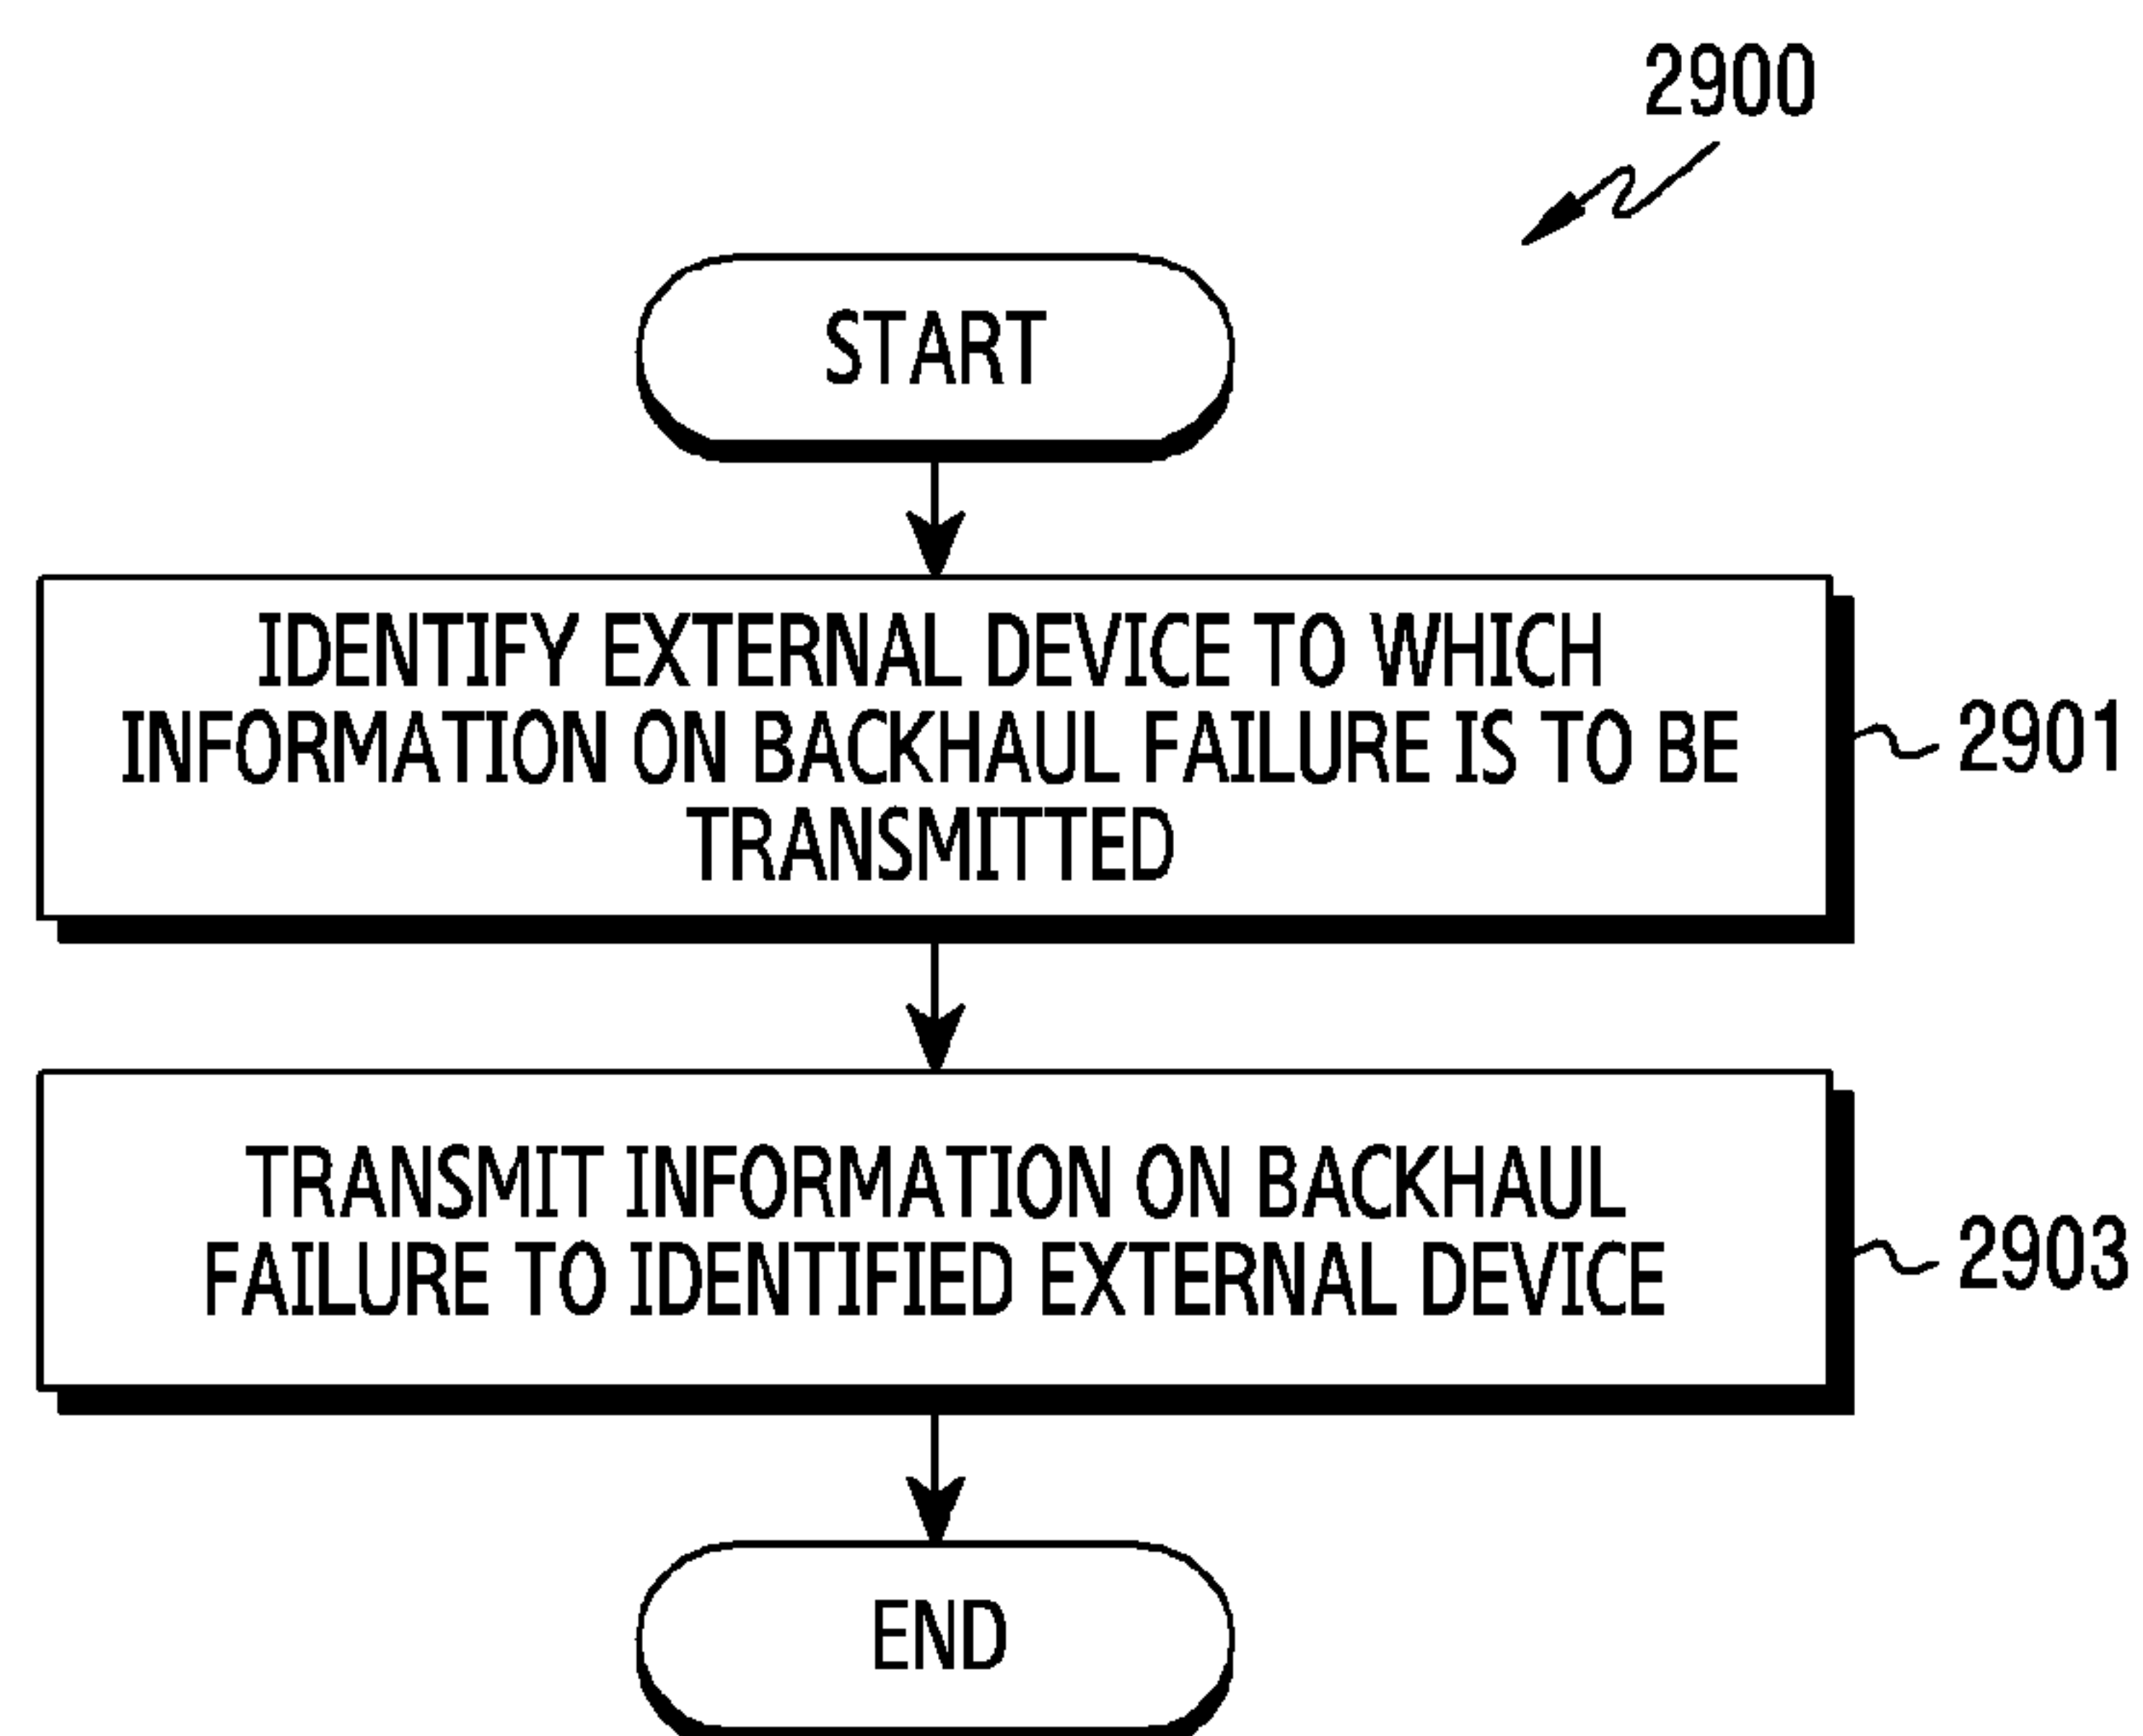 2900
START
IDENTIFY EXTERNAL DEVICE TO WHICH
INFORMATION ON BACKHAUL FAILURE IS TO BE
TRANSMITTED
2901
TRANSMIT INFORMATION ON BACKHAUL
FAILURE TO IDENTIFIED EXTERNAL DEVICE
2903
END